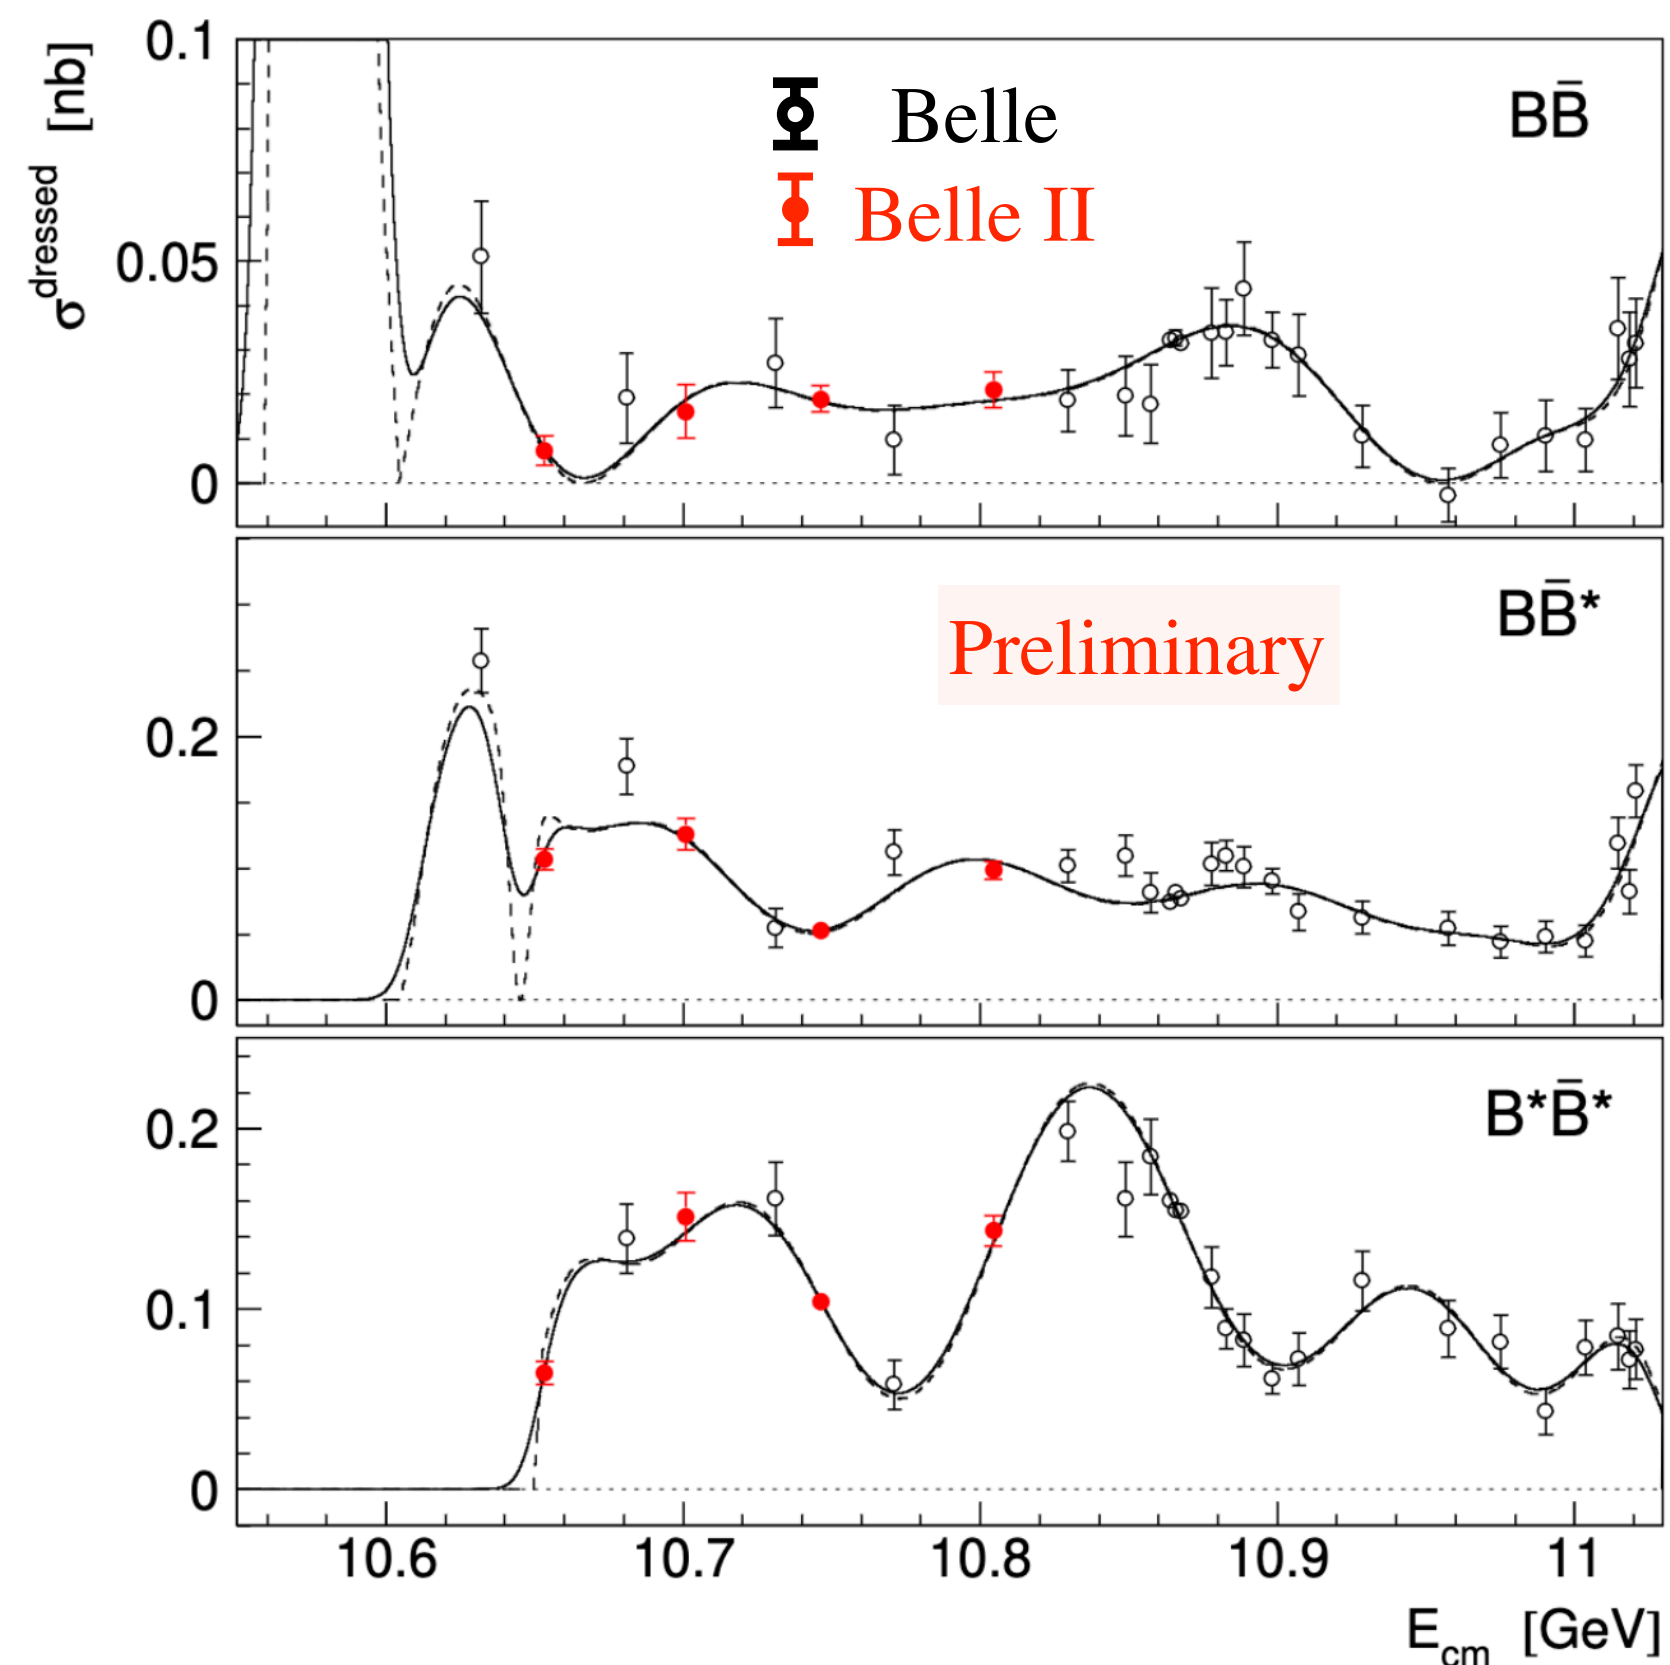 0.1
σ^dressed [nb]
Belle
BB̄
Belle II
0.05
0
BB̄*
Preliminary
0.2
0
B*B̄*
0.2
0.1
0
10.6 10.7 10.8 10.9 11
E_cm [GeV]